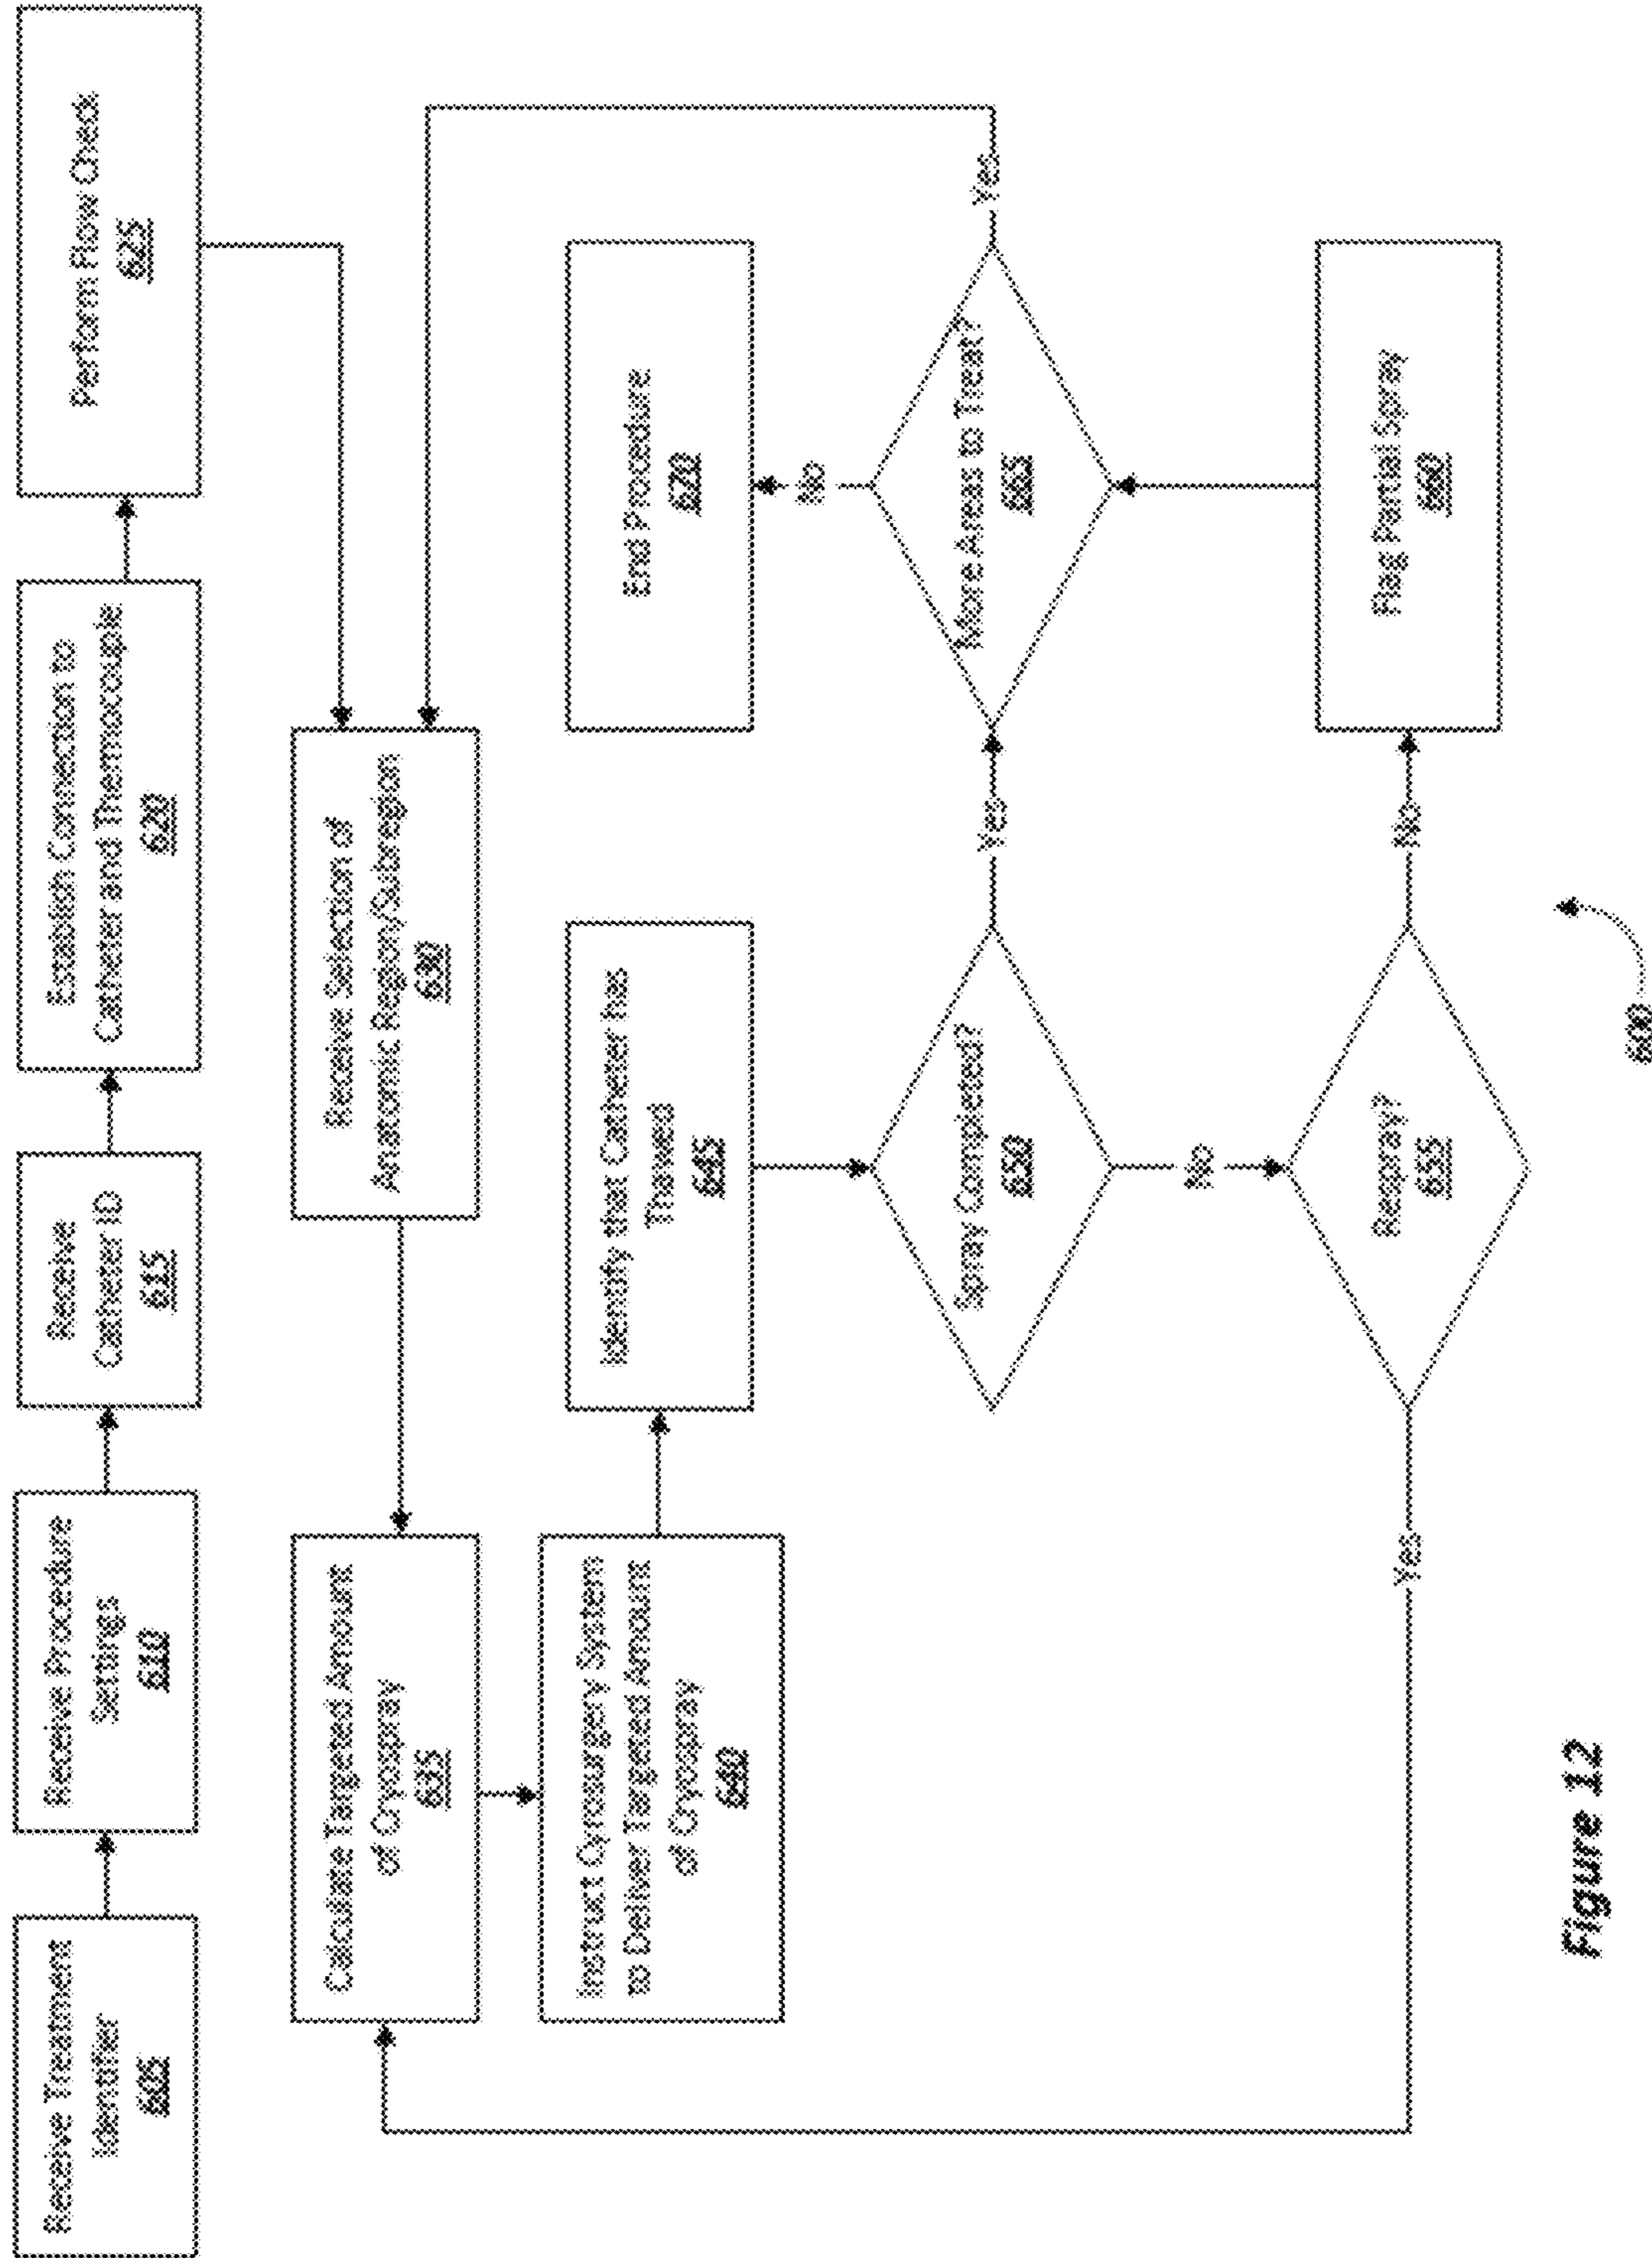 Receive Treatment
Identifier
605
Receive Procedure
Settings
610
Receive
Catheter ID
615
Establish Connection to
Catheter and Themocouple
620
Perform Flow Check
625
Receive Selection of
Anatomic Region/Subregion
630
Calculate Targeted Amount
of Cryospray
635
Instruct Cyrosurgery System
to Deliver Targeted Amount
of Cryospray
640
Identify that Catheter has
Thawed
645
Spray Completed?
650
Yes
No
Respray?
655
Yes
No
Flag Partial Spray
660
More Areas to Treat?
665
Yes
No
End Procedure
670
600
Figure 12